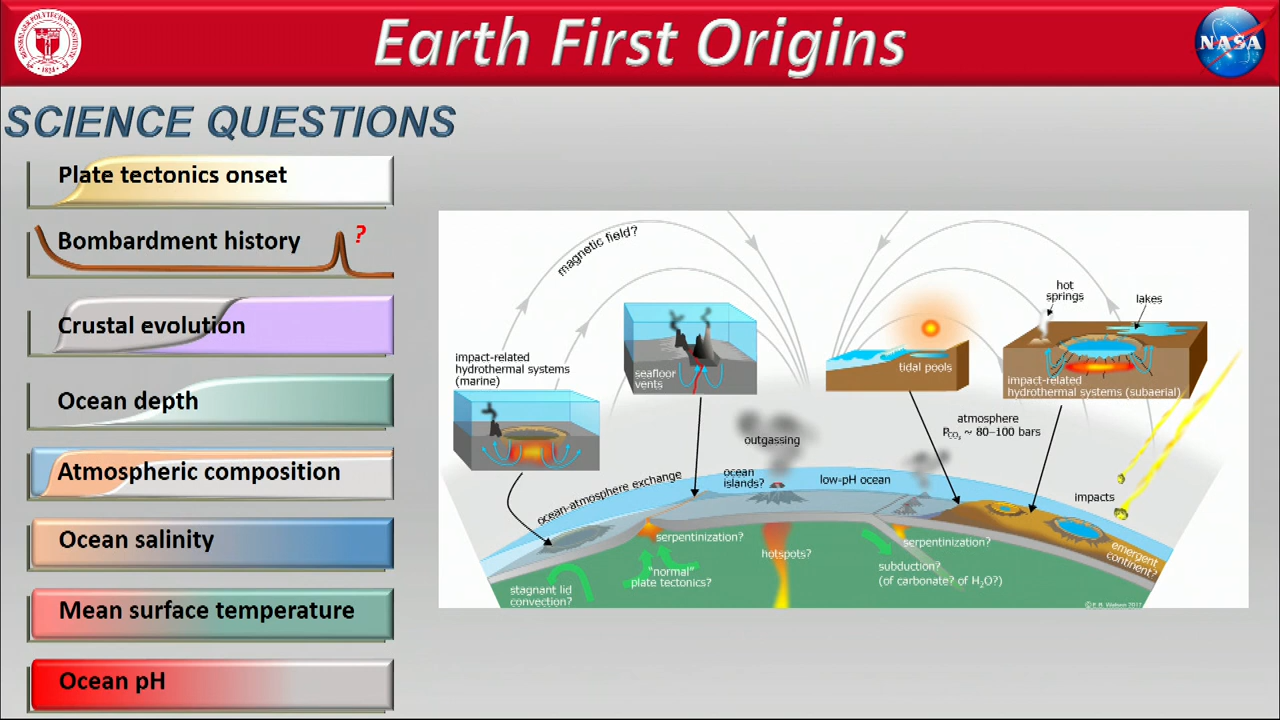 Earth First Origins
RENSSELAER POLYTECHNIC INSTITUTE
1824
NASA
SCIENCE QUESTIONS
Plate tectonics onset
Bombardment history
?
Crustal evolution
Ocean depth
Atmospheric composition
Ocean salinity
Mean surface temperature
Ocean pH
magnetic field?
impact-related
hydrothermal systems
(marine)
seafloor
vents
tidal pools
hot
springs
lakes
impact-related
hydrothermal systems (subaerial)
atmosphere
PCO₂ ~ 80–100 bars
outgassing
ocean-atmosphere exchange
ocean
islands?
low-pH ocean
impacts
serpentinization?
hotspots?
serpentinization?
"normal"
plate tectonics?
subduction?
(of carbonate? of H₂O?)
stagnant lid
convection?
emergent
continent?
© E.B. Watson 2017